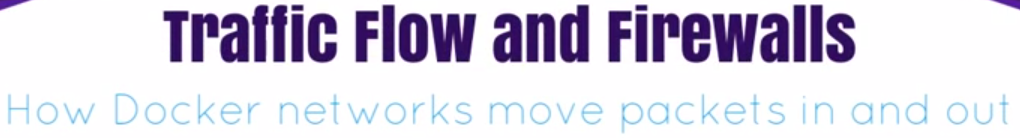 Traffic Flow and Firewalls
How Docker networks move packets in and out